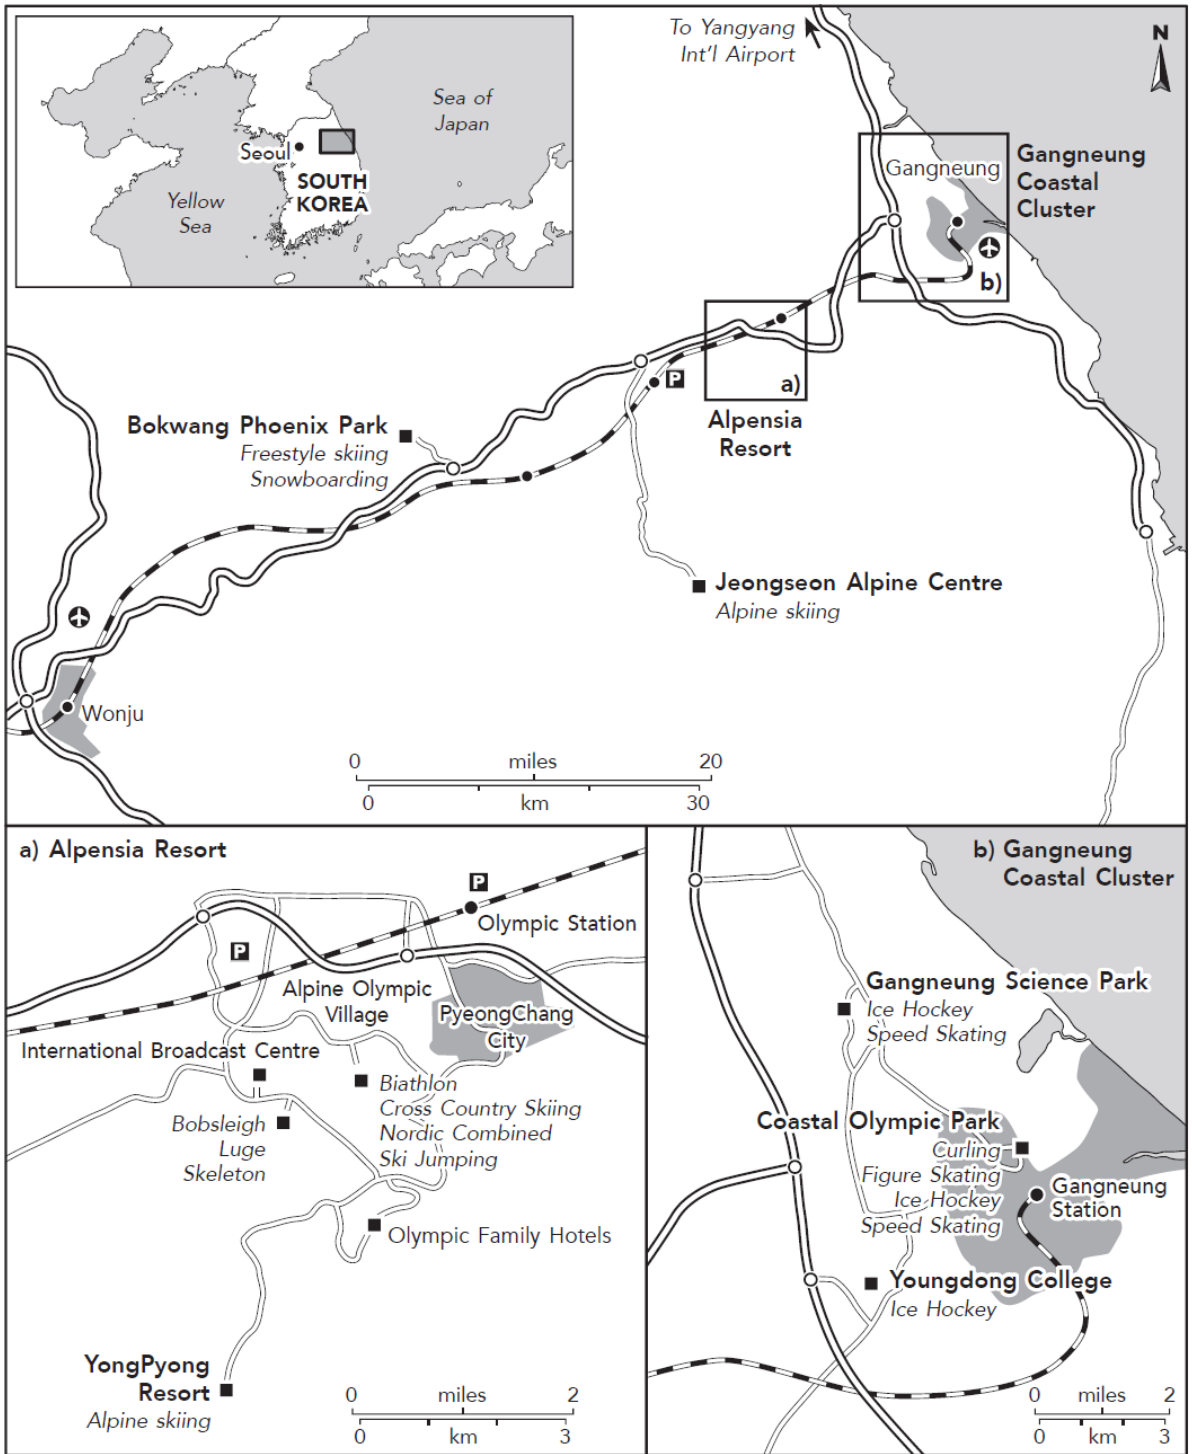 To Yangyang
Int'l Airport
N
Sea of
Japan
Seoul
SOUTH
KOREA
Yellow
Sea
Gangneung
Gangneung
Coastal
Cluster
b)
a)
P
Alpensia
Resort
Bokwang Phoenix Park
Freestyle skiing
Snowboarding
Jeongseon Alpine Centre
Alpine skiing
Wonju
0 miles 20
0 km 30
a) Alpensia Resort
P
Olympic Station
P
Alpine Olympic
Village
PyeongChang
City
International Broadcast Centre
Biathlon
Cross Country Skiing
Nordic Combined
Ski Jumping
Bobsleigh
Luge
Skeleton
Olympic Family Hotels
YongPyong
Resort
Alpine skiing
0 miles 2
0 km 3
b) Gangneung
Coastal Cluster
Gangneung Science Park
Ice Hockey
Speed Skating
Coastal Olympic Park
Curling
Figure Skating
Ice Hockey
Speed Skating
Gangneung
Station
Youngdong College
Ice Hockey
0 miles 2
0 km 3